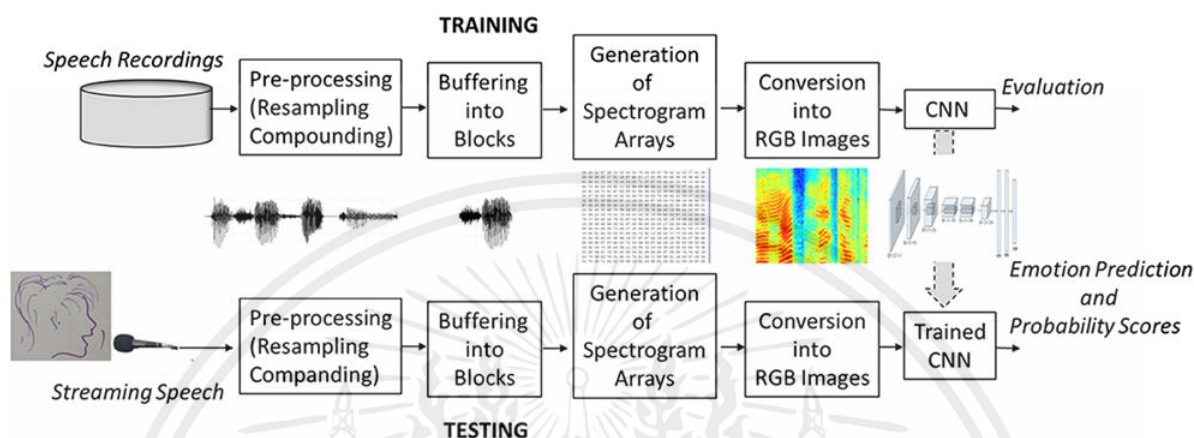 TRAINING
Speech Recordings
Pre-processing
(Resampling
Compounding)
Buffering
into
Blocks
Generation
of
Spectrogram
Arrays
Conversion
into
RGB Images
CNN
Evaluation
Streaming Speech
Pre-processing
(Resampling
Companding)
Buffering
into
Blocks
Generation
of
Spectrogram
Arrays
Conversion
into
RGB Images
Trained
CNN
Emotion Prediction
and
Probability Scores
TESTING